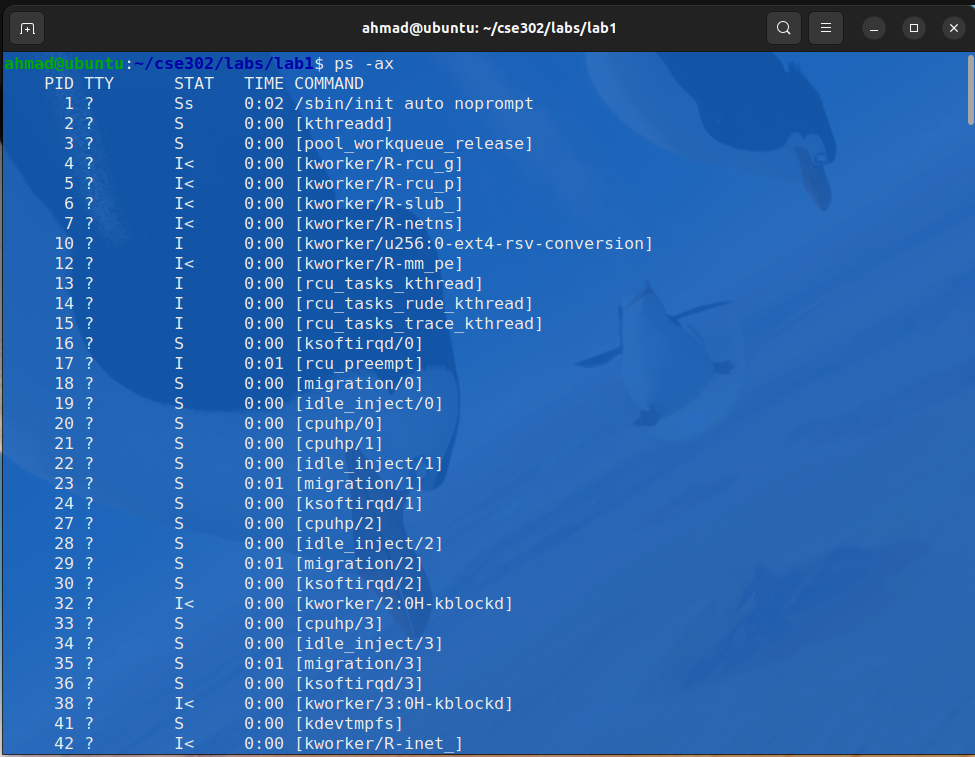 ahmad@ubuntu: ~/cse302/labs/lab1
ahmad@ubuntu:~/cse302/labs/lab1$ ps -ax
    PID TTY      STAT   TIME COMMAND
      1 ?        Ss     0:02 /sbin/init auto noprompt
      2 ?        S      0:00 [kthreadd]
      3 ?        S      0:00 [pool_workqueue_release]
      4 ?        I<     0:00 [kworker/R-rcu_g]
      5 ?        I<     0:00 [kworker/R-rcu_p]
      6 ?        I<     0:00 [kworker/R-slub_]
      7 ?        I<     0:00 [kworker/R-netns]
     10 ?        I      0:00 [kworker/u256:0-ext4-rsv-conversion]
     12 ?        I<     0:00 [kworker/R-mm_pe]
     13 ?        I      0:00 [rcu_tasks_kthread]
     14 ?        I      0:00 [rcu_tasks_rude_kthread]
     15 ?        I      0:00 [rcu_tasks_trace_kthread]
     16 ?        S      0:00 [ksoftirqd/0]
     17 ?        I      0:01 [rcu_preempt]
     18 ?        S      0:00 [migration/0]
     19 ?        S      0:00 [idle_inject/0]
     20 ?        S      0:00 [cpuhp/0]
     21 ?        S      0:00 [cpuhp/1]
     22 ?        S      0:00 [idle_inject/1]
     23 ?        S      0:01 [migration/1]
     24 ?        S      0:00 [ksoftirqd/1]
     27 ?        S      0:00 [cpuhp/2]
     28 ?        S      0:00 [idle_inject/2]
     29 ?        S      0:01 [migration/2]
     30 ?        S      0:00 [ksoftirqd/2]
     32 ?        I<     0:00 [kworker/2:0H-kblockd]
     33 ?        S      0:00 [cpuhp/3]
     34 ?        S      0:00 [idle_inject/3]
     35 ?        S      0:01 [migration/3]
     36 ?        S      0:00 [ksoftirqd/3]
     38 ?        I<     0:00 [kworker/3:0H-kblockd]
     41 ?        S      0:00 [kdevtmpfs]
     42 ?        I<     0:00 [kworker/R-inet_]